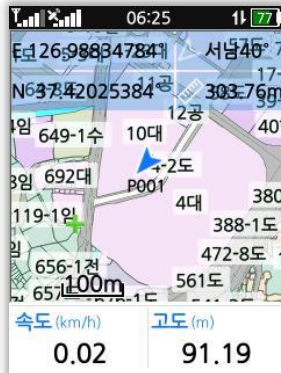 06:25 77
E 126.98834784° 서남40°
N 37.42025384° 303.76m
11공
12공
649-1수 10대
692대 4-2도
P001
4대 380
119-1임 388-1도
656-1전 472-8도
561도
100m
속도 (km/h) 고도 (m)
0.02 91.19